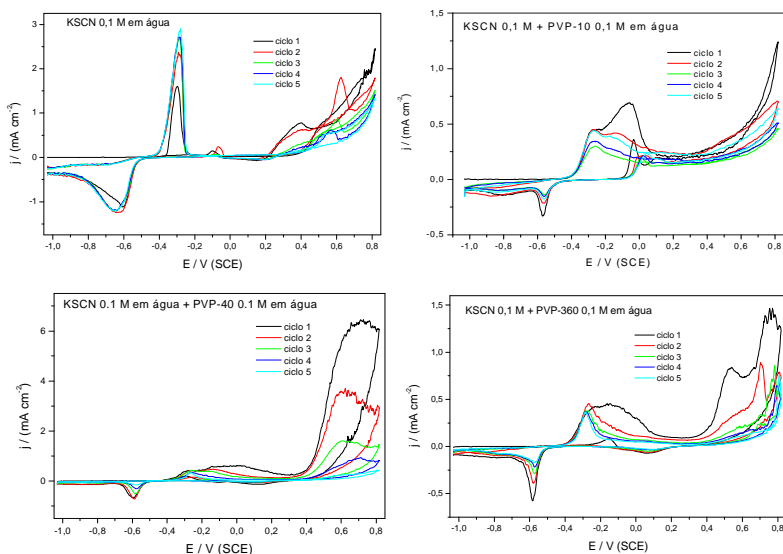 KSCN 0,1 M em água
ciclo 1
ciclo 2
ciclo 3
ciclo 4
ciclo 5
j / (mA cm⁻²)
3
2
1
0
-1
-1,0 -0,8 -0,6 -0,4 -0,2 0,0 0,2 0,4 0,6 0,8
E / V (SCE)
KSCN 0,1 M + PVP-10 0,1 M em água
ciclo 1
ciclo 2
ciclo 3
ciclo 4
ciclo 5
j / (mA cm⁻²)
1,5
1,0
0,5
0,0
-0,5
-1,0 -0,8 -0,6 -0,4 -0,2 0,0 0,2 0,4 0,6 0,8
E / V (SCE)
KSCN 0.1 M em água + PVP-40 0.1 M em água
ciclo 1
ciclo 2
ciclo 3
ciclo 4
ciclo 5
j / (mA cm⁻²)
6
4
2
0
-1,0 -0,8 -0,6 -0,4 -0,2 0,0 0,2 0,4 0,6 0,8
E / V (SCE)
KSCN 0,1 M + PVP-360 0,1 M em água
ciclo 1
ciclo 2
ciclo 3
ciclo 4
ciclo 5
j / (mA cm⁻²)
1,5
1,0
0,5
0,0
-0,5
-1,0 -0,8 -0,6 -0,4 -0,2 0,0 0,2 0,4 0,6 0,8
E / V (SCE)